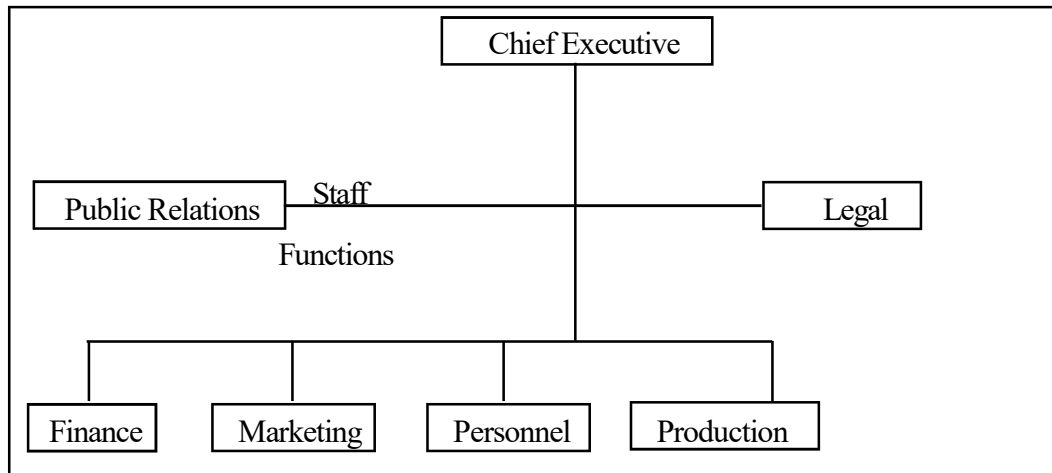 Chief Executive
Staff
Public Relations
Legal
Functions
Finance
Marketing
Personnel
Production